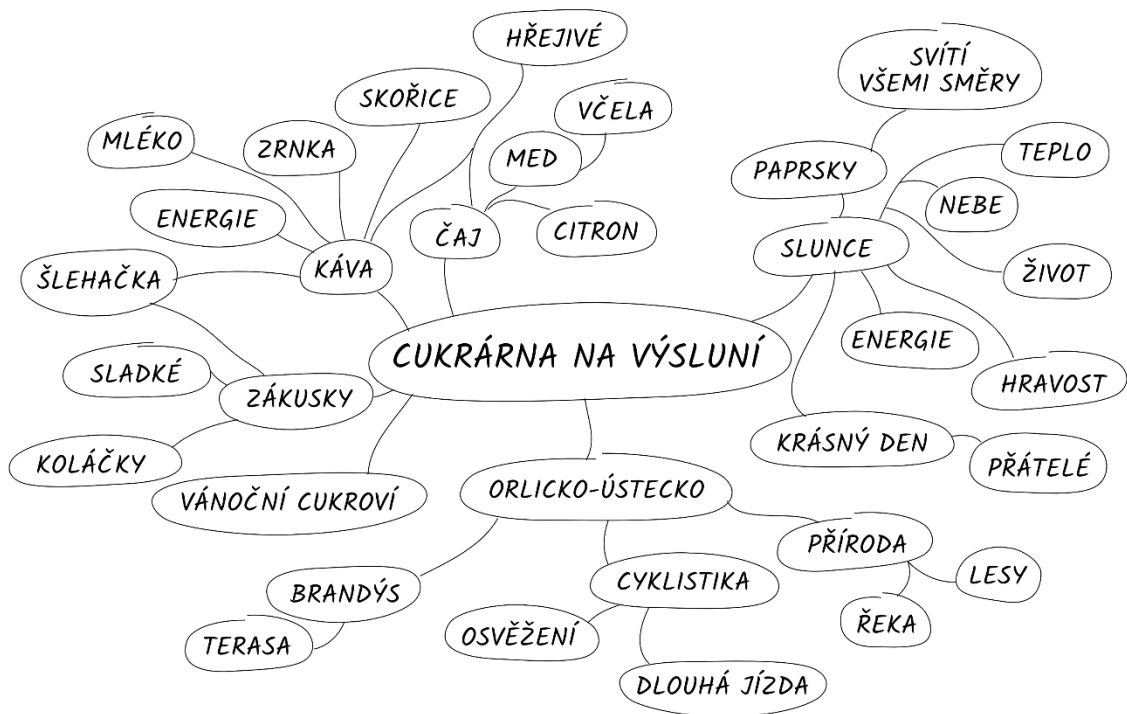 HŘEJIVÉ
SVÍTÍ
VŠEMI SMĚRY
SKOŘICE
VČELA
MLÉKO
ZRNKA
MED
TEPLO
PAPRSKY
NEBE
ENERGIE
ČAJ
CITRON
SLUNCE
KÁVA
ŽIVOT
ŠLEHAČKA
ENERGIE
CUKRÁRNA NA VÝSLUNÍ
SLADKÉ
HRAVOST
ZÁKUSKY
KRÁSNÝ DEN
KOLÁČKY
PŘÁTELÉ
VÁNOČNÍ CUKROVÍ
ORLICKO-ÚSTECKO
PŘÍRODA
LESY
CYKLISTIKA
BRANDÝS
ŘEKA
OSVĚŽENÍ
TERASA
DLOUHÁ JÍZDA